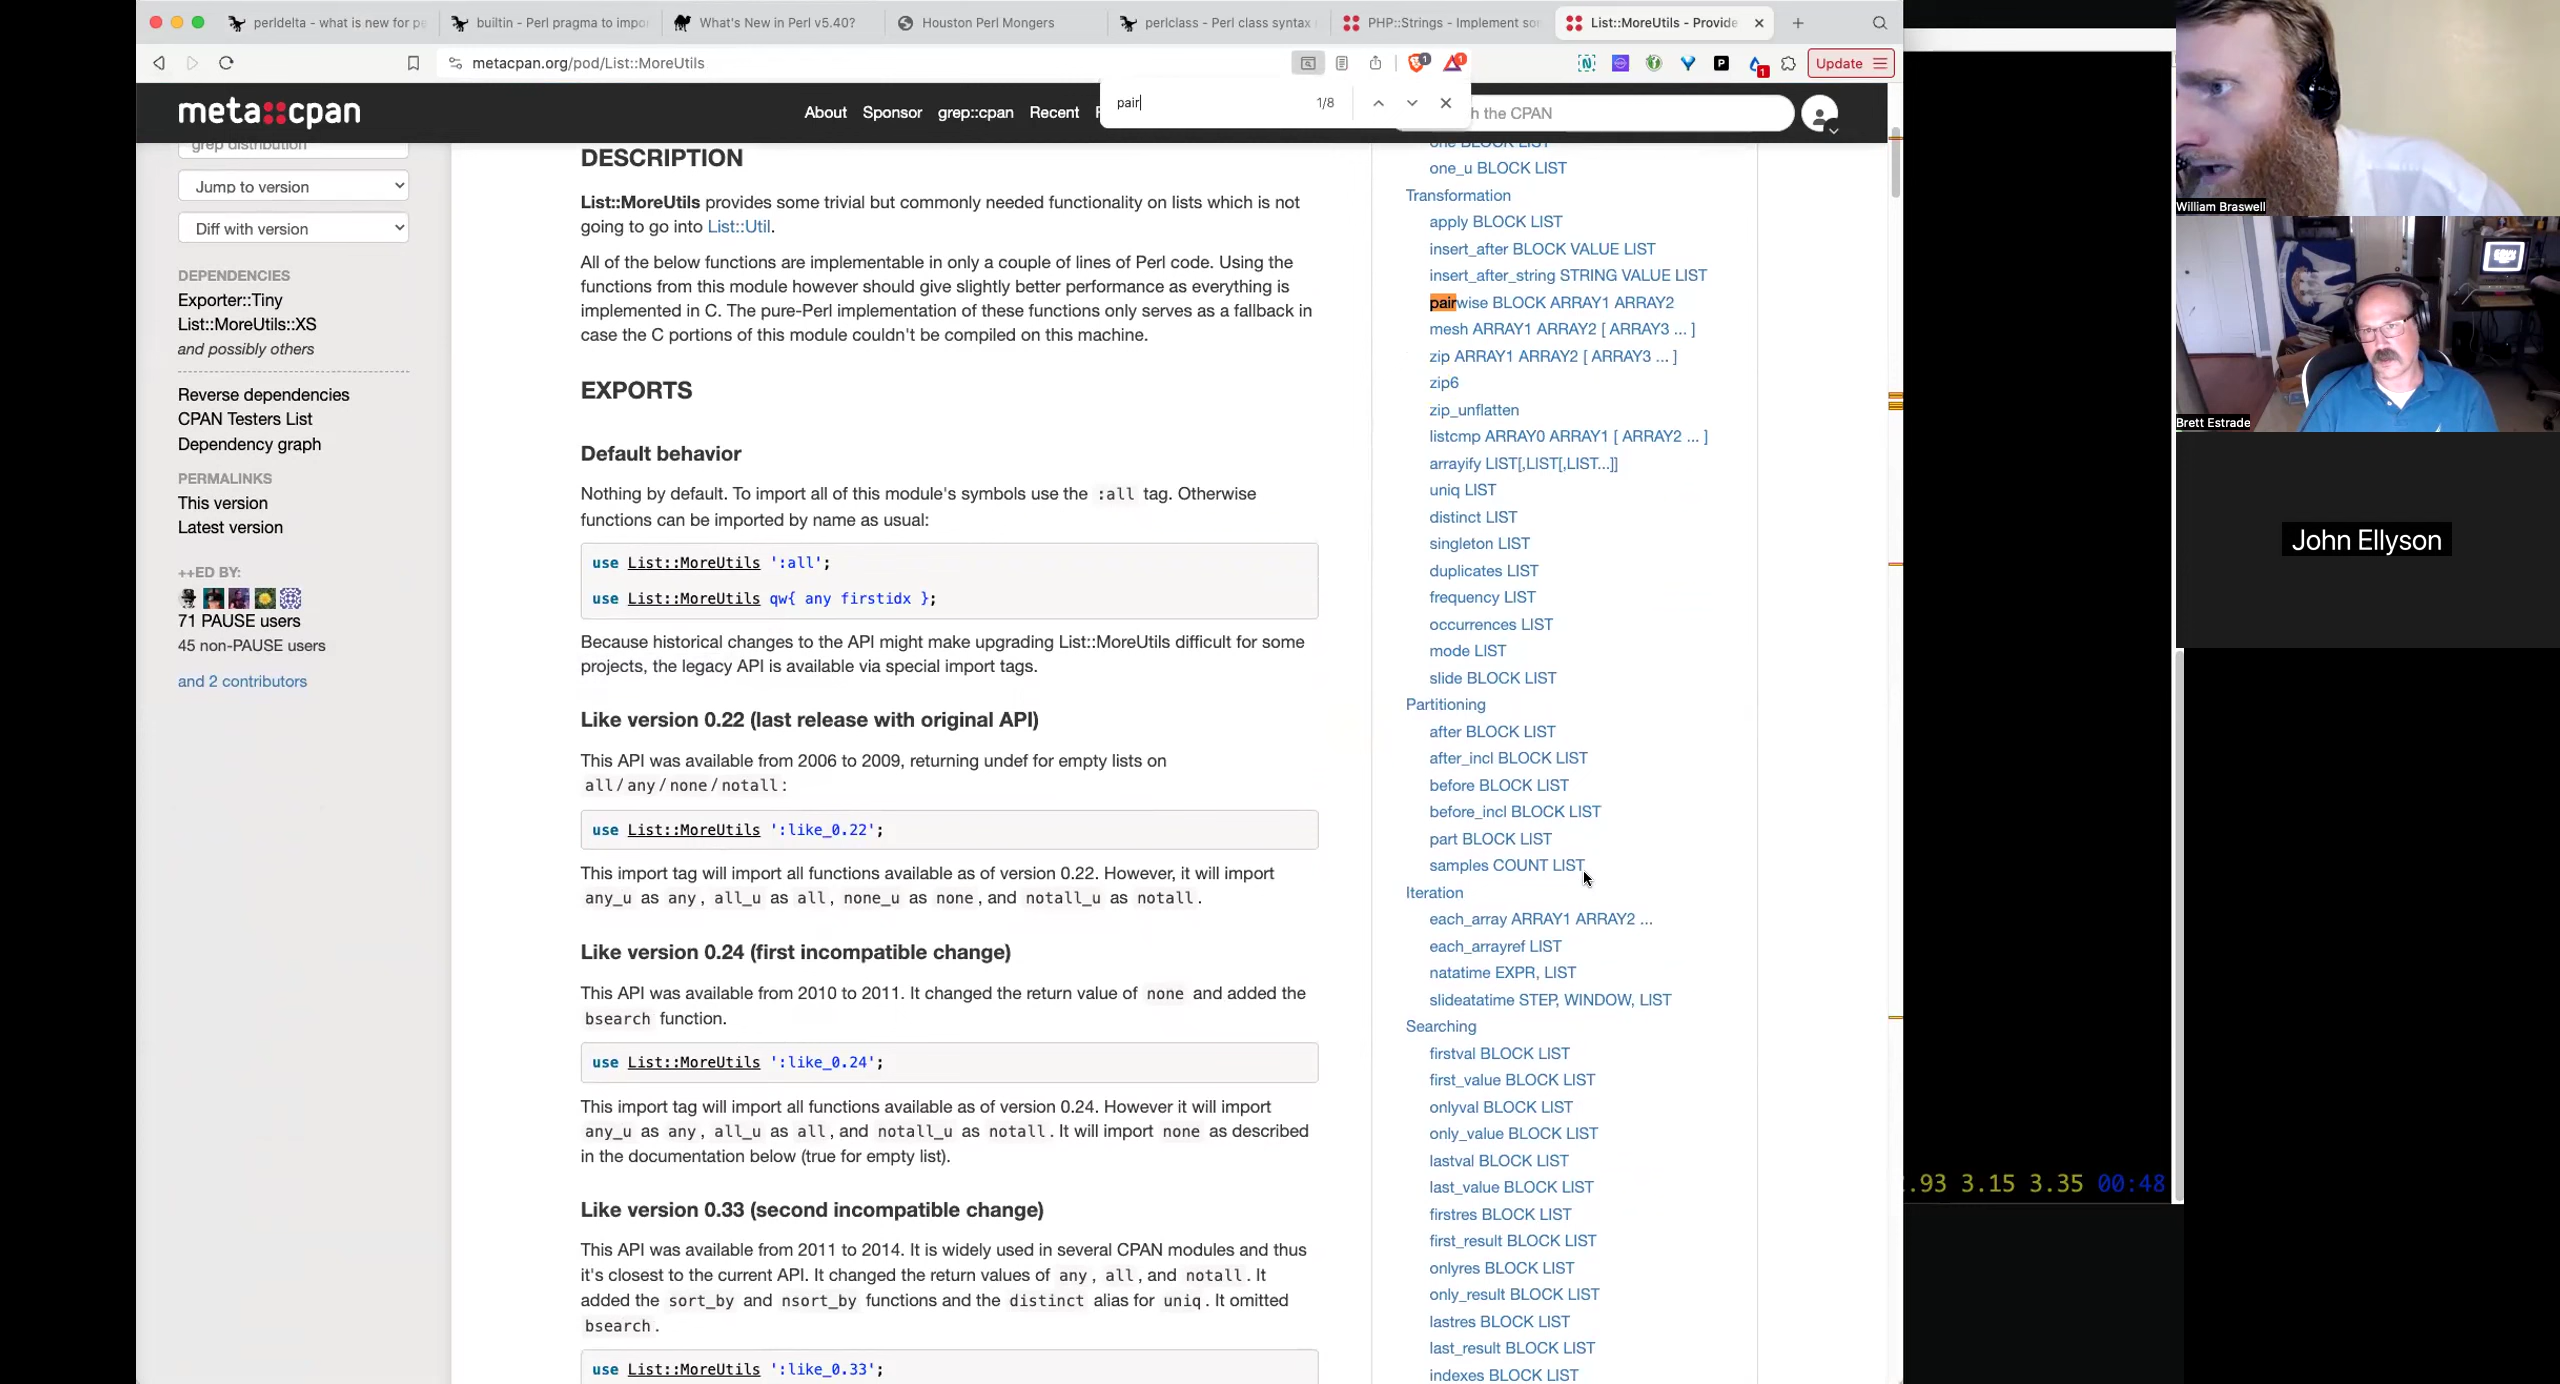 perldelta - what is new for pe
builtin - Perl pragma to impor
What's New in Perl v5.40?
Houston Perl Mongers
perlclass - Perl class syntax
PHP::Strings - Implement so
List::MoreUtils - Provide
metacpan.org/pod/List::MoreUtils
Update
pair
1/8
meta::cpan
About
Sponsor
grep::cpan
Recent
h the CPAN
grep distribution
Jump to version
Diff with version
DEPENDENCIES
Exporter::Tiny
List::MoreUtils::XS
and possibly others
Reverse dependencies
CPAN Testers List
Dependency graph
PERMALINKS
This version
Latest version
++ED BY:
71 PAUSE users
45 non-PAUSE users
and 2 contributors
DESCRIPTION
List::MoreUtils provides some trivial but commonly needed functionality on lists which is not
going to go into List::Util.
All of the below functions are implementable in only a couple of lines of Perl code. Using the
functions from this module however should give slightly better performance as everything is
implemented in C. The pure-Perl implementation of these functions only serves as a fallback in
case the C portions of this module couldn't be compiled on this machine.
EXPORTS
Default behavior
Nothing by default. To import all of this module's symbols use the :all tag. Otherwise
functions can be imported by name as usual:
use List::MoreUtils ':all';
use List::MoreUtils qw{ any firstidx };
Because historical changes to the API might make upgrading List::MoreUtils difficult for some
projects, the legacy API is available via special import tags.
Like version 0.22 (last release with original API)
This API was available from 2006 to 2009, returning undef for empty lists on
all/any/none/notall:
use List::MoreUtils ':like_0.22';
This import tag will import all functions available as of version 0.22. However, it will import
any_u as any, all_u as all, none_u as none, and notall_u as notall.
Like version 0.24 (first incompatible change)
This API was available from 2010 to 2011. It changed the return value of none and added the
bsearch function.
use List::MoreUtils ':like_0.24';
This import tag will import all functions available as of version 0.24. However it will import
any_u as any, all_u as all, and notall_u as notall. It will import none as described
in the documentation below (true for empty list).
Like version 0.33 (second incompatible change)
This API was available from 2011 to 2014. It is widely used in several CPAN modules and thus
it's closest to the current API. It changed the return values of any, all, and notall. It
added the sort_by and nsort_by functions and the distinct alias for uniq. It omitted
bsearch.
use List::MoreUtils ':like_0.33';
one BLOCK LIST
one_u BLOCK LIST
Transformation
apply BLOCK LIST
insert_after BLOCK VALUE LIST
insert_after_string STRING VALUE LIST
pairwise BLOCK ARRAY1 ARRAY2
mesh ARRAY1 ARRAY2 [ ARRAY3 ... ]
zip ARRAY1 ARRAY2 [ ARRAY3 ... ]
zip6
zip_unflatten
listcmp ARRAY0 ARRAY1 [ ARRAY2 ... ]
arrayify LIST[,LIST[,LIST...]]
uniq LIST
distinct LIST
singleton LIST
duplicates LIST
frequency LIST
occurrences LIST
mode LIST
slide BLOCK LIST
Partitioning
after BLOCK LIST
after_incl BLOCK LIST
before BLOCK LIST
before_incl BLOCK LIST
part BLOCK LIST
samples COUNT LIST
Iteration
each_array ARRAY1 ARRAY2 ...
each_arrayref LIST
natatime EXPR, LIST
slideatatime STEP, WINDOW, LIST
Searching
firstval BLOCK LIST
first_value BLOCK LIST
onlyval BLOCK LIST
only_value BLOCK LIST
lastval BLOCK LIST
last_value BLOCK LIST
firstres BLOCK LIST
first_result BLOCK LIST
onlyres BLOCK LIST
only_result BLOCK LIST
lastres BLOCK LIST
last_result BLOCK LIST
indexes BLOCK LIST
.93 3.15 3.35 00:48
William Braswell
Brett Estrade
John Ellyson